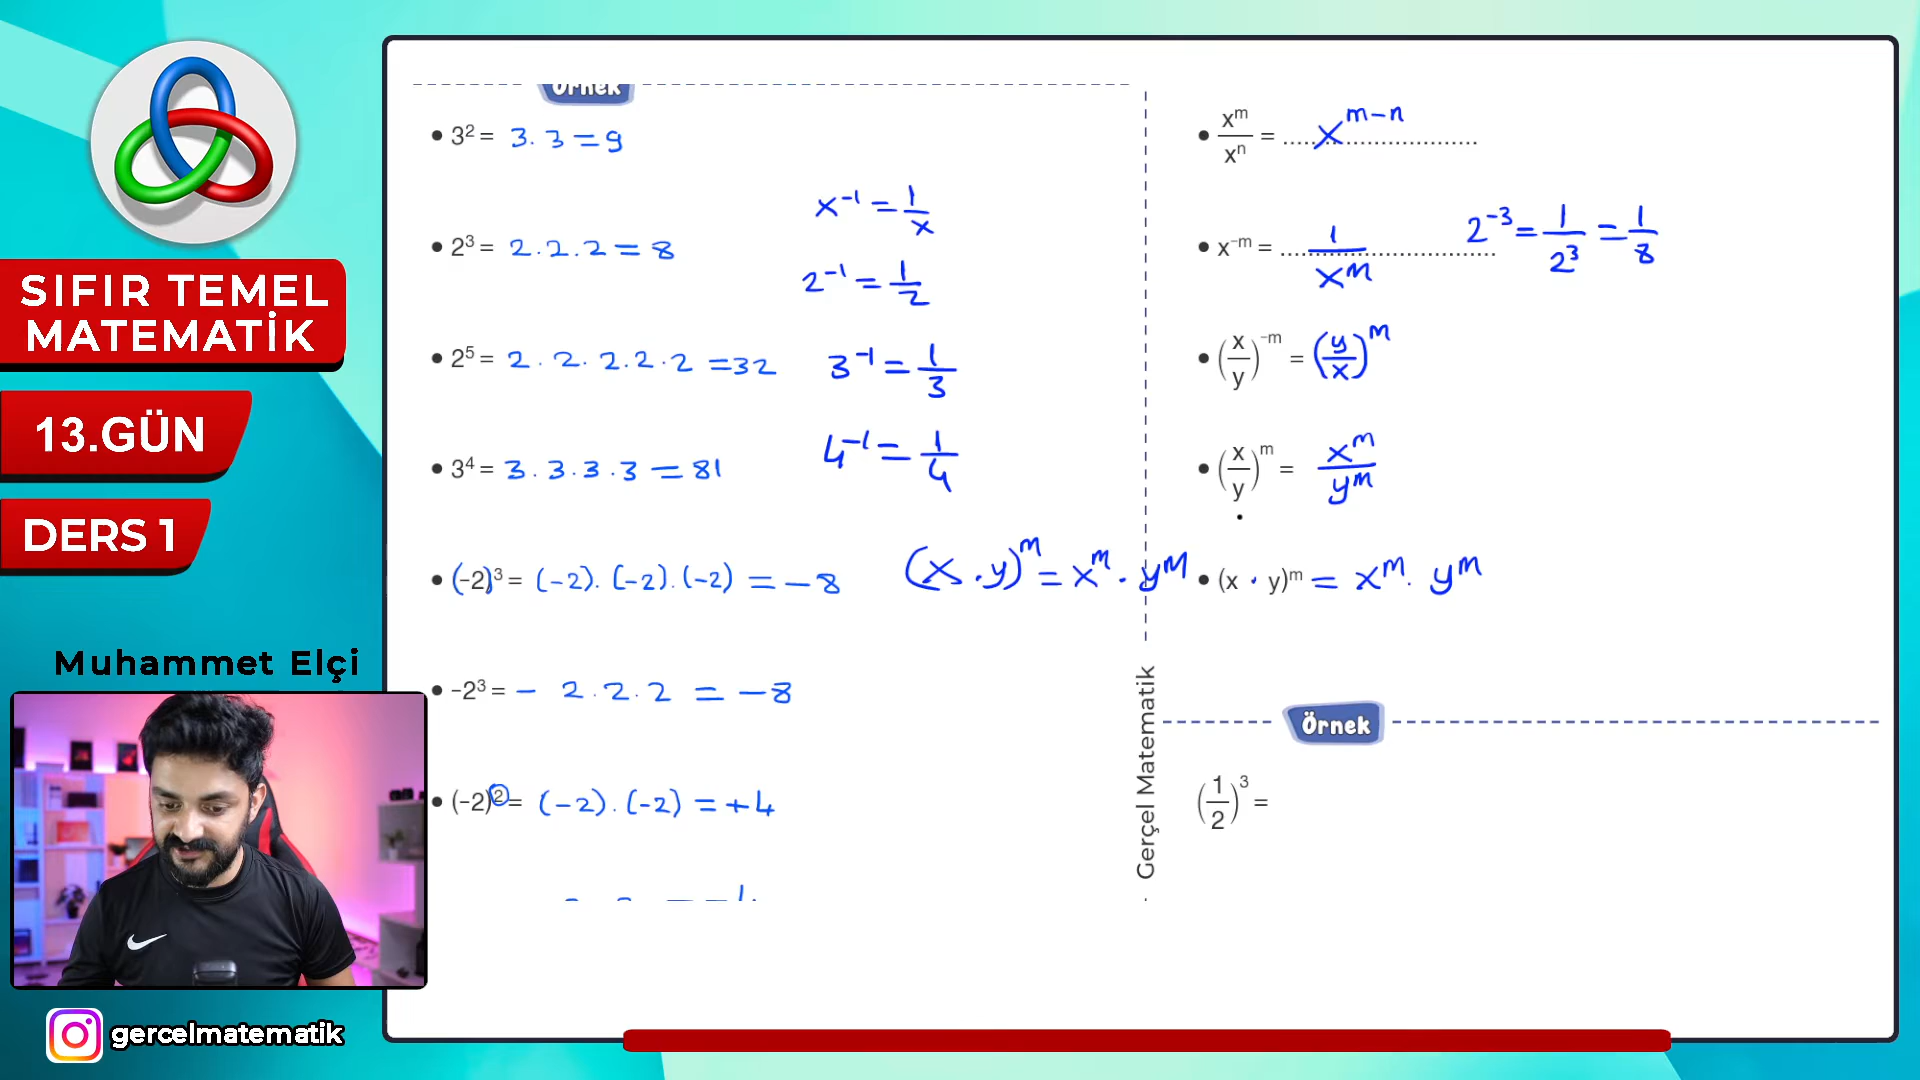 SIFIR TEMEL
MATEMATİK
13.GÜN
DERS 1
Muhammet Elçi
gercelmatematik
Örnek
• 3² = 3 . 3 = 9
• 2³ = 2 . 2 . 2 = 8
• 2⁵ = 2 . 2 . 2 . 2 . 2 = 32
• 3⁴ = 3 . 3 . 3 . 3 = 81
• (-2)³ = (-2) . (-2) . (-2) = -8
• -2³ = - 2 . 2 . 2 = -8
• (-2)² = (-2) . (-2) = +4
x⁻¹ = 1/x
2⁻¹ = 1/2
3⁻¹ = 1/3
4⁻¹ = 1/4
(x . y)ᵐ = xᵐ . yᵐ
Gerçel Matematik
• xᵐ/xⁿ = x^(m-n)
• x⁻ᵐ = 1/xᵐ 2⁻³ = 1/2³ = 1/8
• (x/y)⁻ᵐ = (y/x)ᵐ
• (x/y)ᵐ = xᵐ/yᵐ
• (x · y)ᵐ = xᵐ . yᵐ
Örnek
(1/2)³ =